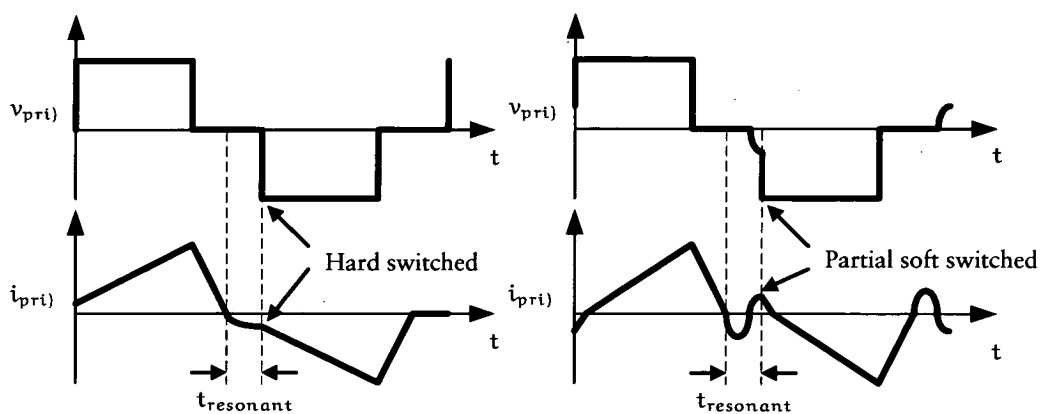 v_pri)
t
Hard switched
i_pri)
t
t_resonant
v_pri)
t
Partial soft switched
i_pri)
t
t_resonant